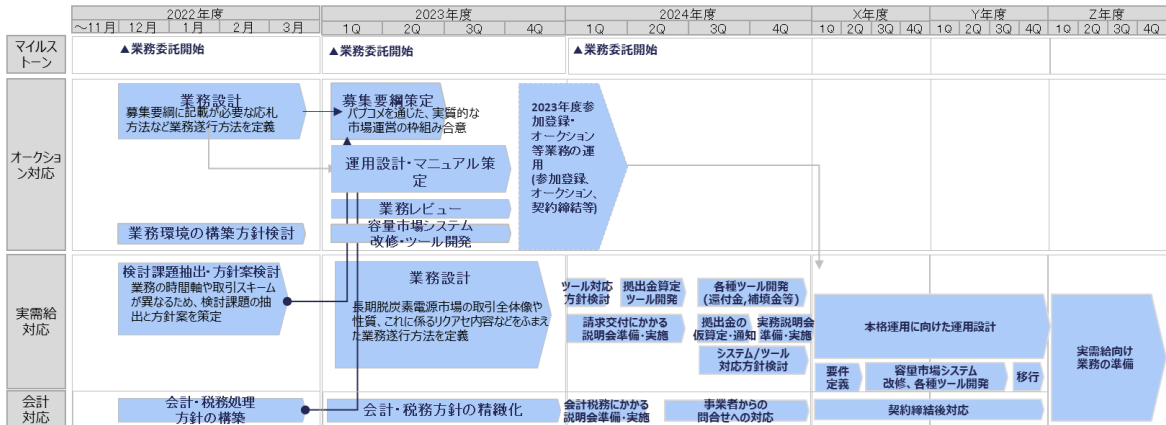 2022年度
2023年度
2024年度
X年度
Y年度
Z年度
～11月
12月
1月
2月
3月
1Q
2Q
3Q
4Q
1Q
2Q
3Q
4Q
1Q
2Q
3Q
4Q
1Q
2Q
3Q
4Q
1Q
2Q
3Q
4Q
マイルス
トーン
▲業務委託開始
▲業務委託開始
▲業務委託開始
オークショ
ン対応
業務設計
募集要綱に記載が必要な応札
方法など業務遂行方法を定義
業務環境の構築方針検討
募集要綱策定
パブコメを通じた、実質的な
市場運営の枠組み合意
運用設計・マニュアル策
定
業務レビュー
容量市場システム
改修・ツール開発
2023年度参
加登録・
オークション
等業務の運
用
(参加登録、
オークション、
契約締結等)
実需給
対応
検討課題抽出・方針案検討
業務の時間軸や取引スキーム
が異なるため、検討課題の抽
出と方針案を策定
業務設計
長期脱炭素電源市場の取引全体像や
性質、これに係るリクアセ内容などをふまえ
た業務遂行方法を定義
ツール対応
方針検討
拠出金算定
ツール開発
各種ツール開発
(還付金,補填金等)
請求交付にかかる
説明会準備・実施
拠出金の
仮算定・通知
実務説明会
準備・実施
システム/ツール
対応方針検討
本格運用に向けた運用設計
要件
定義
容量市場システム
改修、各種ツール開発
移行
実需給向け
業務の準備
会計
対応
会計・税務処理
方針の構築
会計・税務方針の精緻化
会計税務にかかる
説明会準備・実施
事業者からの
問合せへの対応
契約締結後対応